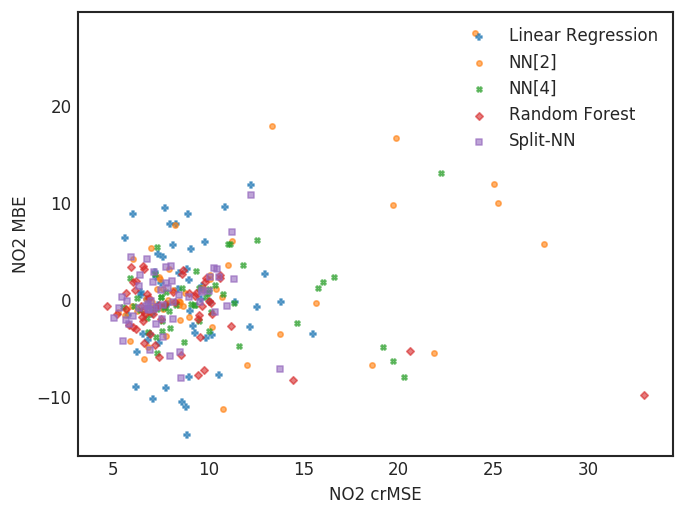 Linear Regression
NN[2]
NN[4]
Random Forest
Split-NN
20
10
0
−10
NO2 MBE
5
10
15
20
25
30
NO2 crMSE